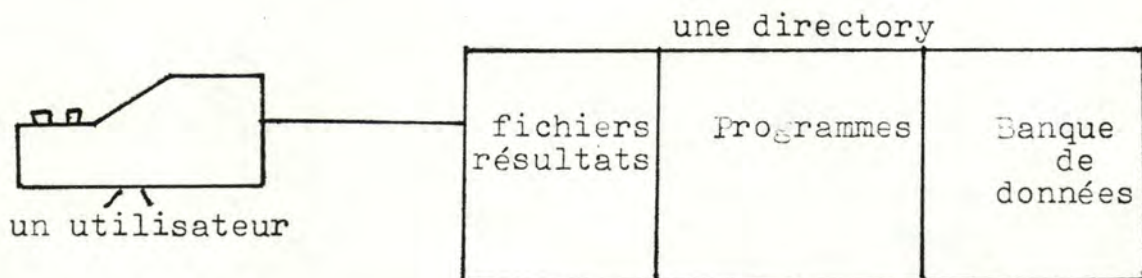 une directory
fichiers
résultats
Programmes
Banque
de
données
un utilisateur